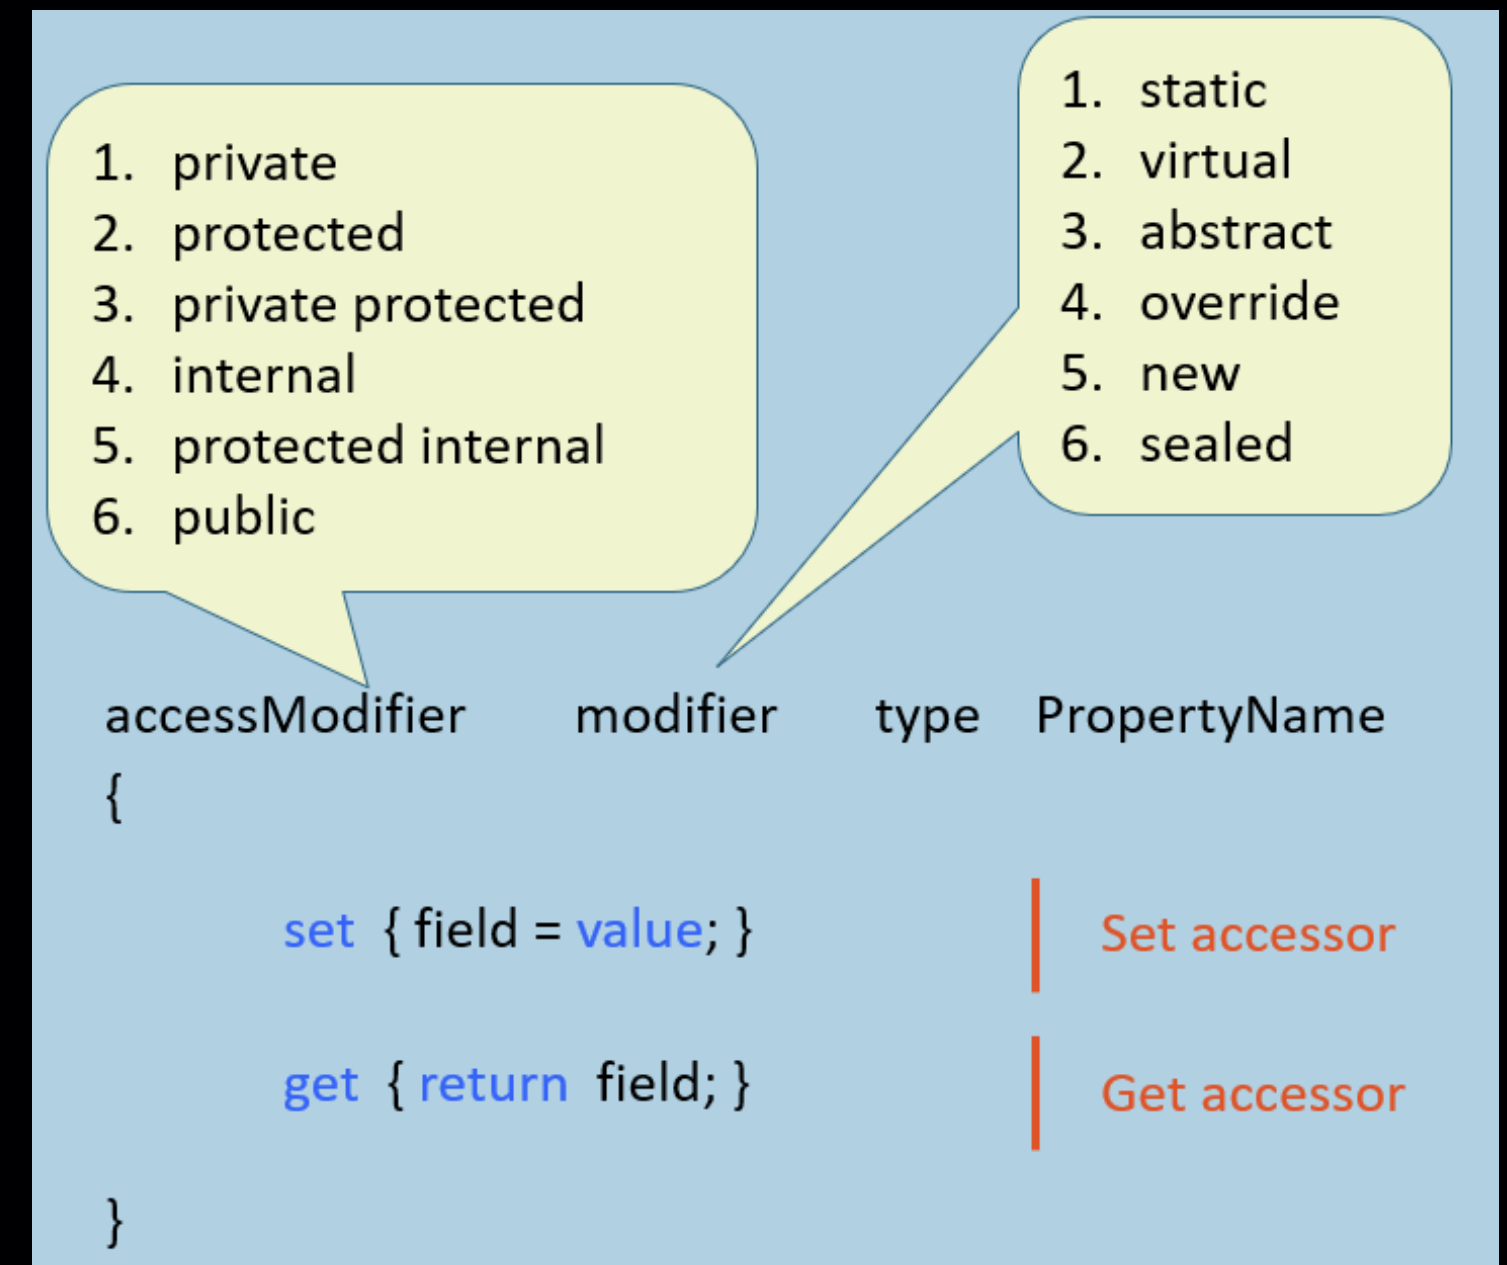 1. private
2. protected
3. private protected
4. internal
5. protected internal
6. public
1. static
2. virtual
3. abstract
4. override
5. new
6. sealed
accessModifier modifier type PropertyName
{
set { field = value; }
Set accessor
get { return field; }
Get accessor
}